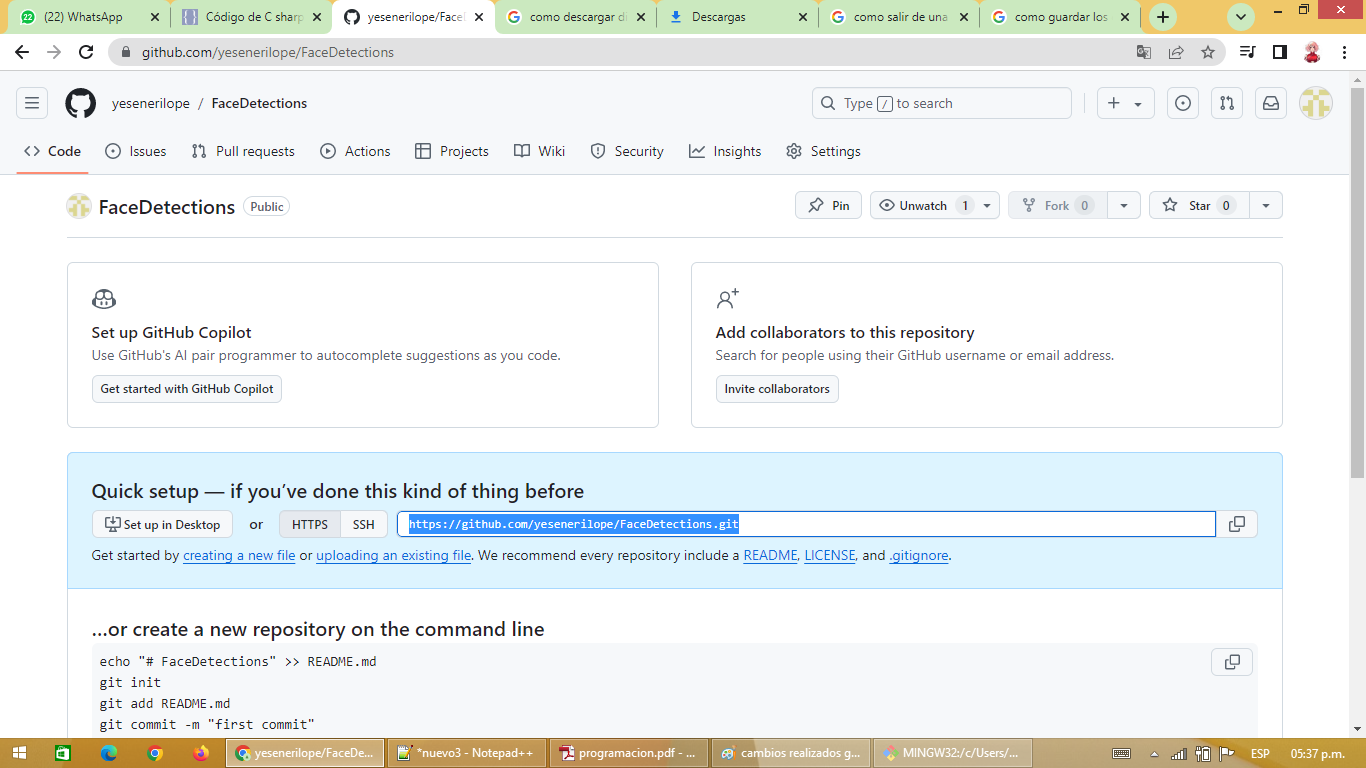 (22) WhatsApp
Código de C sharp
yesenerilope/Face
como descargar di
Descargas
como salir de una
como guardar los
github.com/yesenerilope/FaceDetections
yesenerilope / FaceDetections
Type / to search
Code
Issues
Pull requests
Actions
Projects
Wiki
Security
Insights
Settings
FaceDetections Public
Pin
Unwatch 1
Fork 0
Star 0
Set up GitHub Copilot
Use GitHub's AI pair programmer to autocomplete suggestions as you code.
Get started with GitHub Copilot
Add collaborators to this repository
Search for people using their GitHub username or email address.
Invite collaborators
Quick setup — if you’ve done this kind of thing before
Set up in Desktop or HTTPS SSH https://github.com/yesenerilope/FaceDetections.git
Get started by creating a new file or uploading an existing file. We recommend every repository include a README, LICENSE, and .gitignore.
…or create a new repository on the command line
echo "# FaceDetections" >> README.md
git init
git add README.md
git commit -m "first commit"
yesenerilope/FaceDe...
*nuevo3 - Notepad++
programacion.pdf - ...
cambios realizados g...
MINGW32:/c/Users/...
ESP
05:37 p.m.